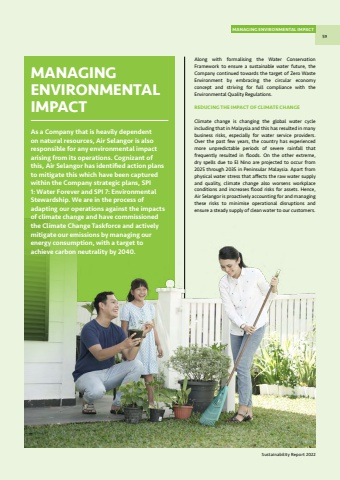 MANAGING ENVIRONMENTAL IMPACT
59
MANAGING
ENVIRONMENTAL
IMPACT
As a Company that is heavily dependent
on natural resources, Air Selangor is also
responsible for any environmental impact
arising from its operations. Cognizant of
this, Air Selangor has identified action plans
to mitigate this which have been captured
within the Company strategic plans, SPI
1: Water Forever and SPI 7: Environmental
Stewardship. We are in the process of
adapting our operations against the impacts
of climate change and have commissioned
the Climate Change Taskforce and actively
mitigate our emissions by managing our
energy consumption, with a target to
achieve carbon neutrality by 2040.
Along with formalising the Water Conservation
Framework to ensure a sustainable water future, the
Company continued towards the target of Zero Waste
Environment by embracing the circular economy
concept and striving for full compliance with the
Environmental Quality Regulations.
REDUCING THE IMPACT OF CLIMATE CHANGE
Climate change is changing the global water cycle
including that in Malaysia and this has resulted in many
business risks, especially for water service providers.
Over the past few years, the country has experienced
more unpredictable periods of severe rainfall that
frequently resulted in floods. On the other extreme,
dry spells due to El Nino are projected to occur from
2025 through 2035 in Peninsular Malaysia. Apart from
physical water stress that affects the raw water supply
and quality, climate change also worsens workplace
conditions and increases flood risks for assets. Hence,
Air Selangor is proactively accounting for and managing
these risks to minimise operational disruptions and
ensure a steady supply of clean water to our customers.
Sustainability Report 2022